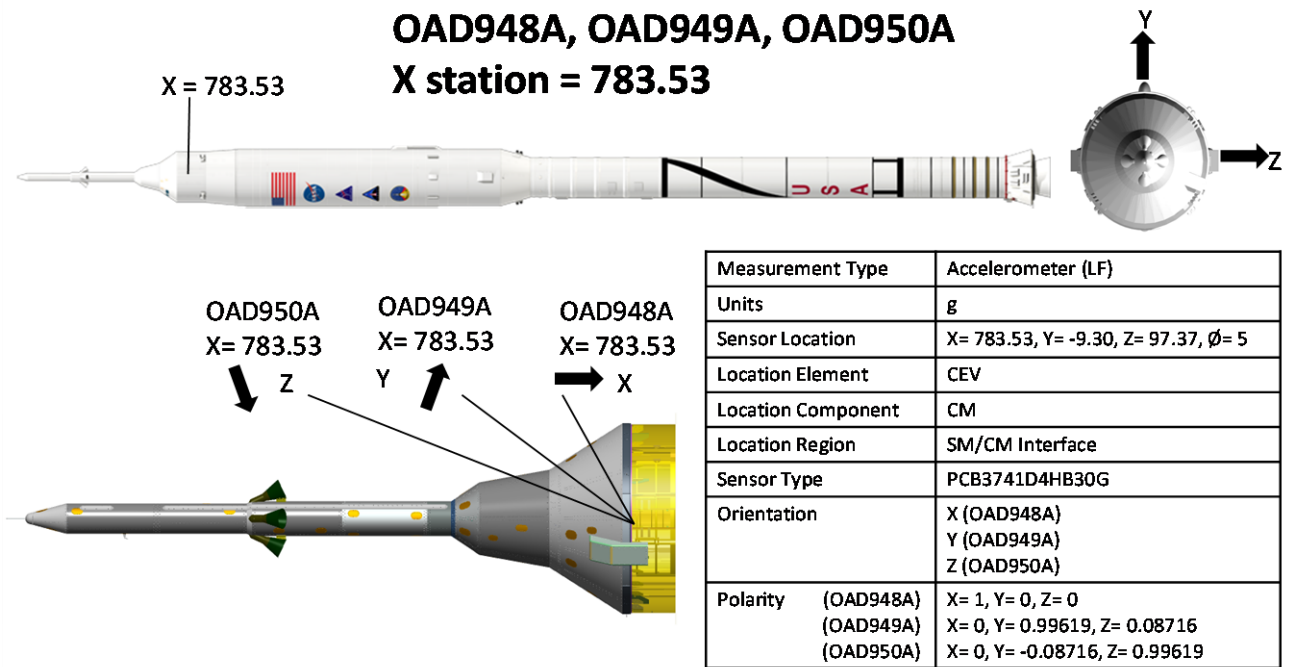 OAD948A, OAD949A, OAD950A
X station = 783.53
X = 783.53
Y
Z
USA
OAD950A
X= 783.53
Z
OAD949A
X= 783.53
Y
OAD948A
X= 783.53
X
Measurement Type Accelerometer (LF)
Units g
Sensor Location X= 783.53, Y= -9.30, Z= 97.37, Ø= 5
Location Element CEV
Location Component CM
Location Region SM/CM Interface
Sensor Type PCB3741D4HB30G
Orientation X (OAD948A)
Y (OAD949A)
Z (OAD950A)
Polarity (OAD948A) X= 1, Y= 0, Z= 0
(OAD949A) X= 0, Y= 0.99619, Z= 0.08716
(OAD950A) X= 0, Y= -0.08716, Z= 0.99619